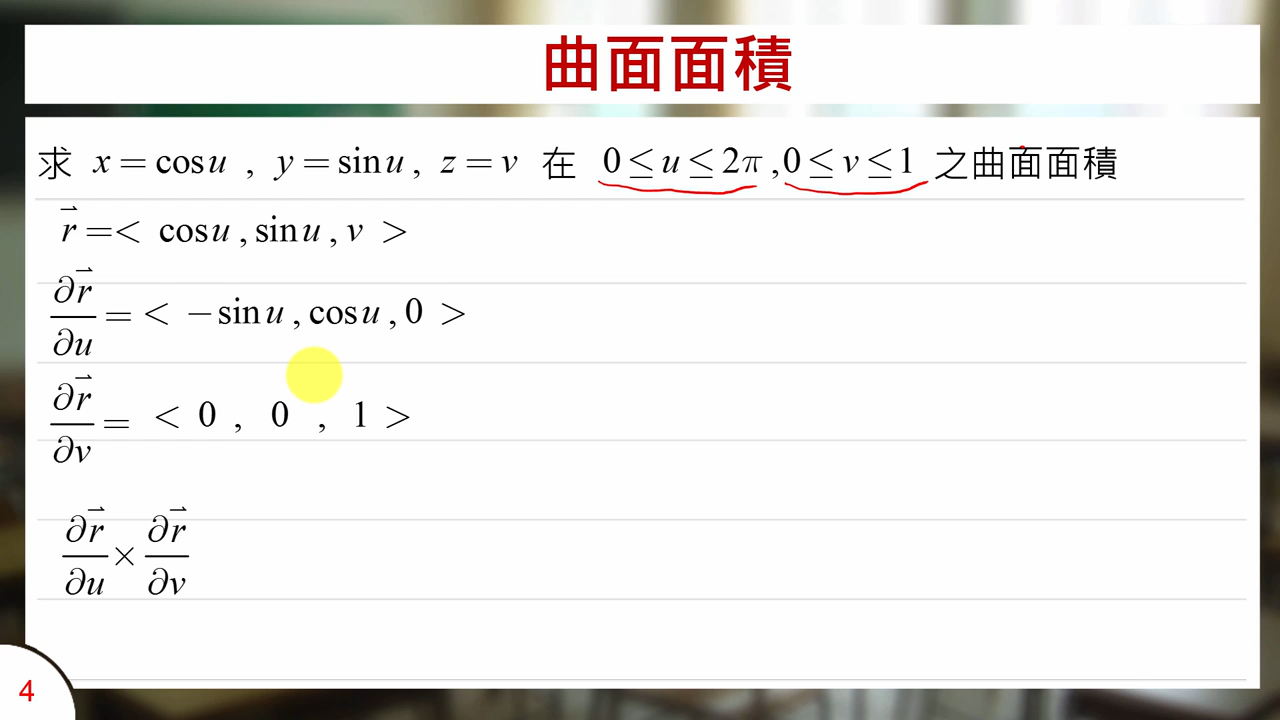 曲面面積
求 x = cos u , y = sin u , z = v 在 0 ≤ u ≤ 2π , 0 ≤ v ≤ 1 之曲面面積
r⃑ = < cos u , sin u , v >
∂r⃑/∂u = < − sin u , cos u , 0 >
∂r⃑/∂v = < 0 , 0 , 1 >
∂r⃑/∂u × ∂r⃑/∂v
4